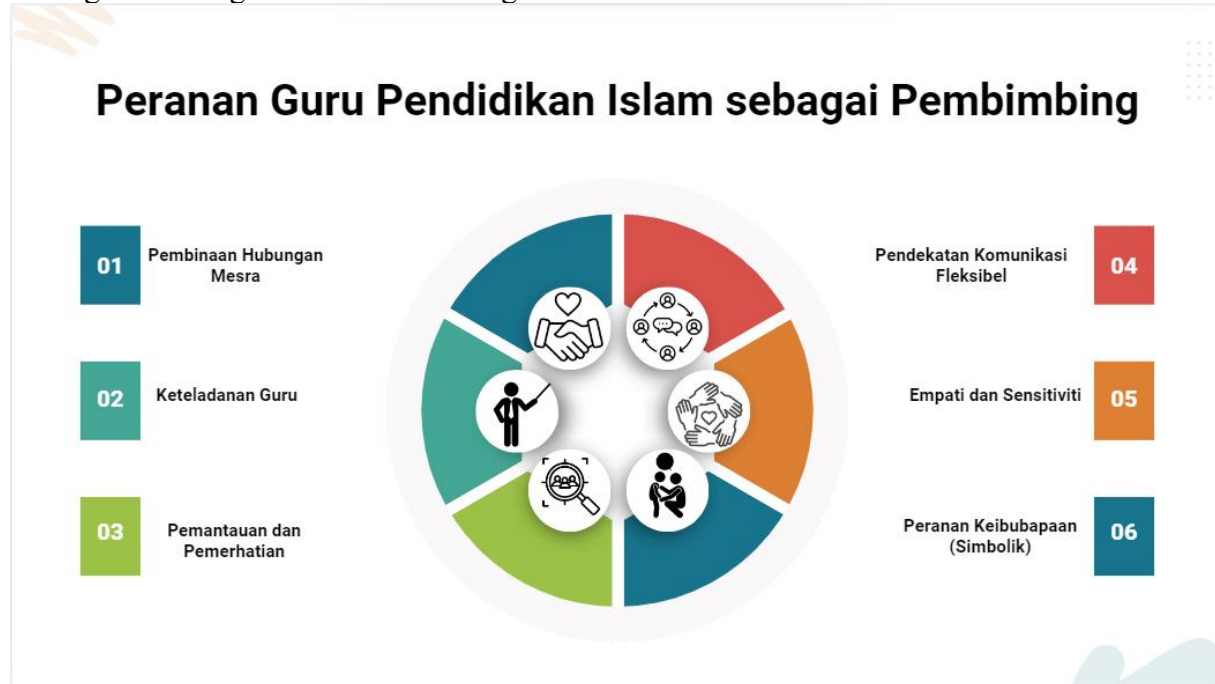 Peranan Guru Pendidikan Islam sebagai Pembimbing
01
Pembinaan Hubungan
Mesra
02
Keteladanan Guru
03
Pemantauan dan
Pemerhatian
Pendekatan Komunikasi
Fleksibel
04
Empati dan Sensitiviti
05
Peranan Keibubapaan
(Simbolik)
06